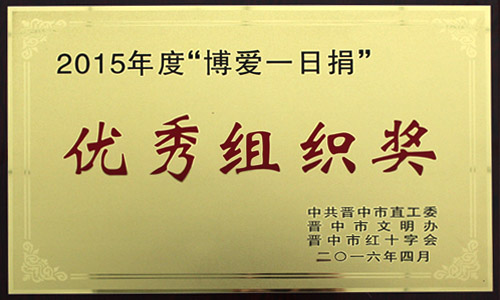 2015年度“博爱一日捐”
优秀组织奖
中共晋中市直工委
晋中市文明办
晋中市红十字会
二〇一六年四月